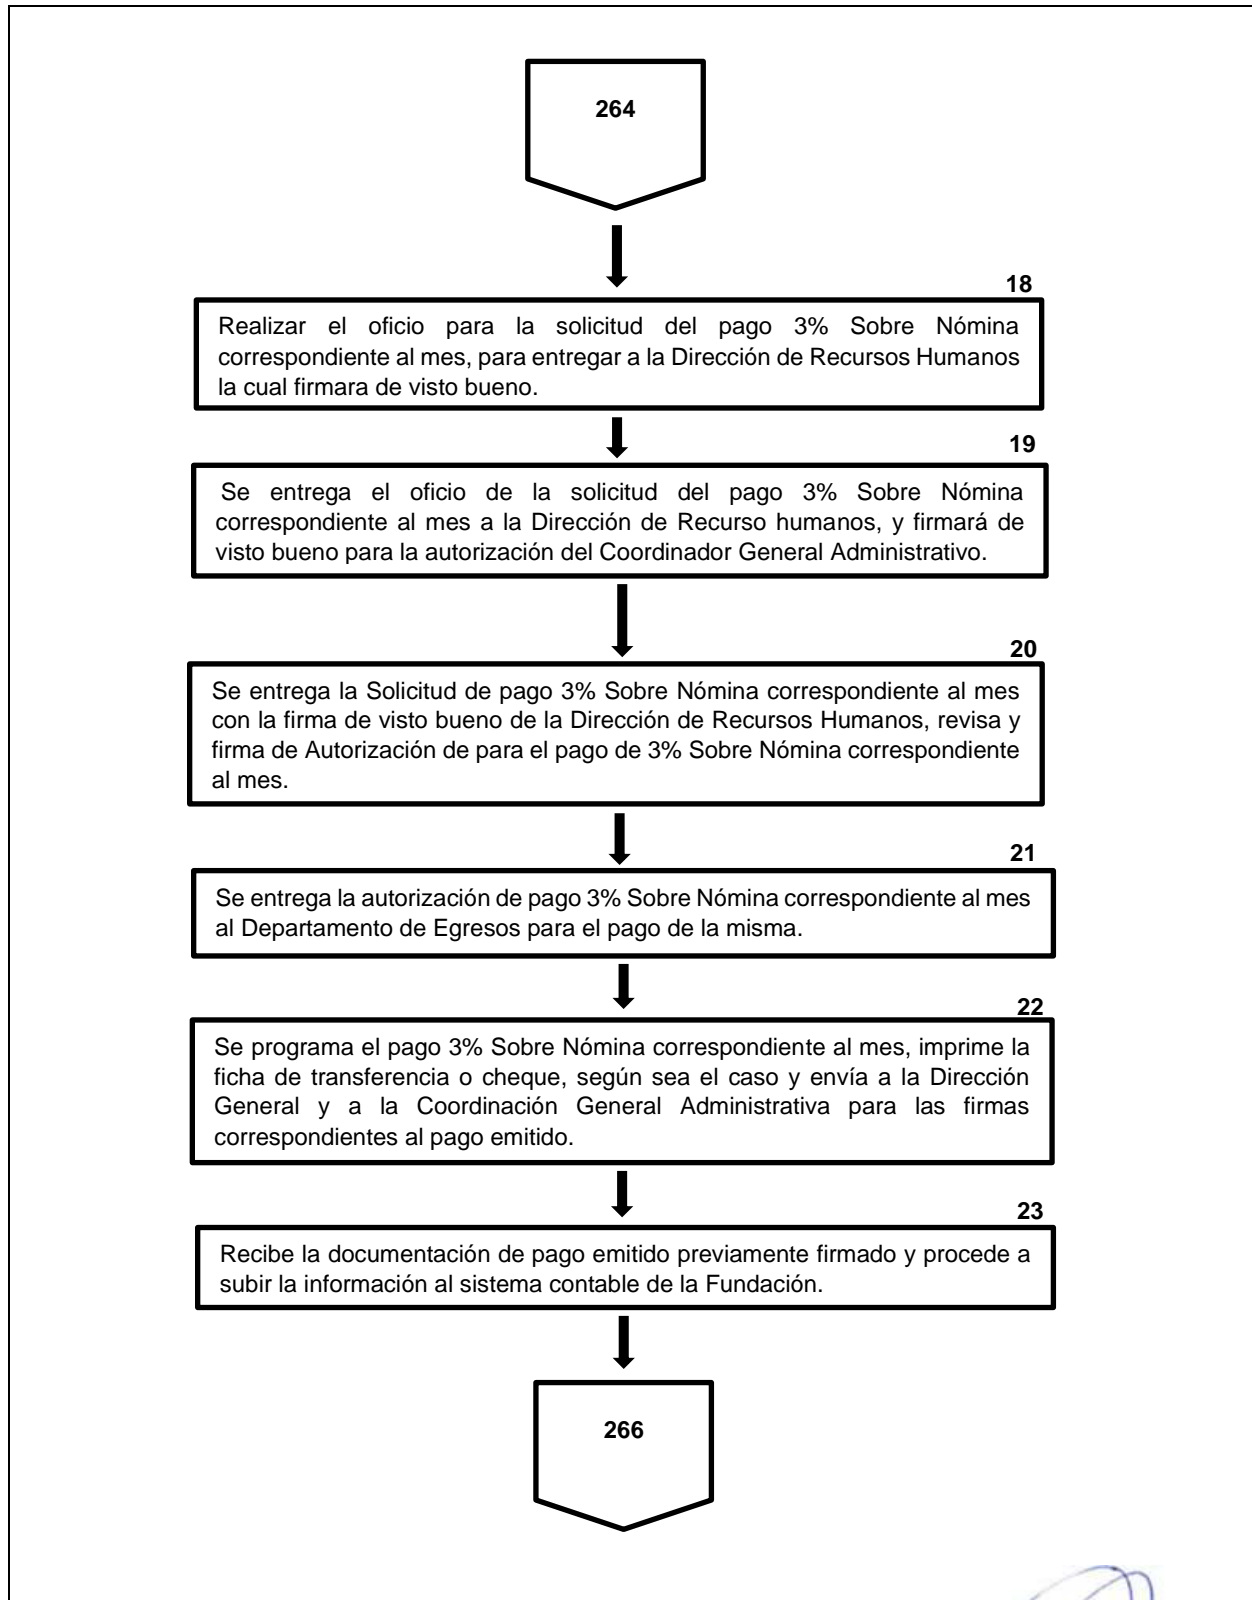 264
18
Realizar el oficio para la solicitud del pago 3% Sobre Nómina
correspondiente al mes, para entregar a la Dirección de Recursos Humanos
la cual firmara de visto bueno.
19
Se entrega el oficio de la solicitud del pago 3% Sobre Nómina
correspondiente al mes a la Dirección de Recurso humanos, y firmará de
visto bueno para la autorización del Coordinador General Administrativo.
20
Se entrega la Solicitud de pago 3% Sobre Nómina correspondiente al mes
con la firma de visto bueno de la Dirección de Recursos Humanos, revisa y
firma de Autorización de para el pago de 3% Sobre Nómina correspondiente
al mes.
21
Se entrega la autorización de pago 3% Sobre Nómina correspondiente al mes
al Departamento de Egresos para el pago de la misma.
22
Se programa el pago 3% Sobre Nómina correspondiente al mes, imprime la
ficha de transferencia o cheque, según sea el caso y envía a la Dirección
General y a la Coordinación General Administrativa para las firmas
correspondientes al pago emitido.
23
Recibe la documentación de pago emitido previamente firmado y procede a
subir la información al sistema contable de la Fundación.
266